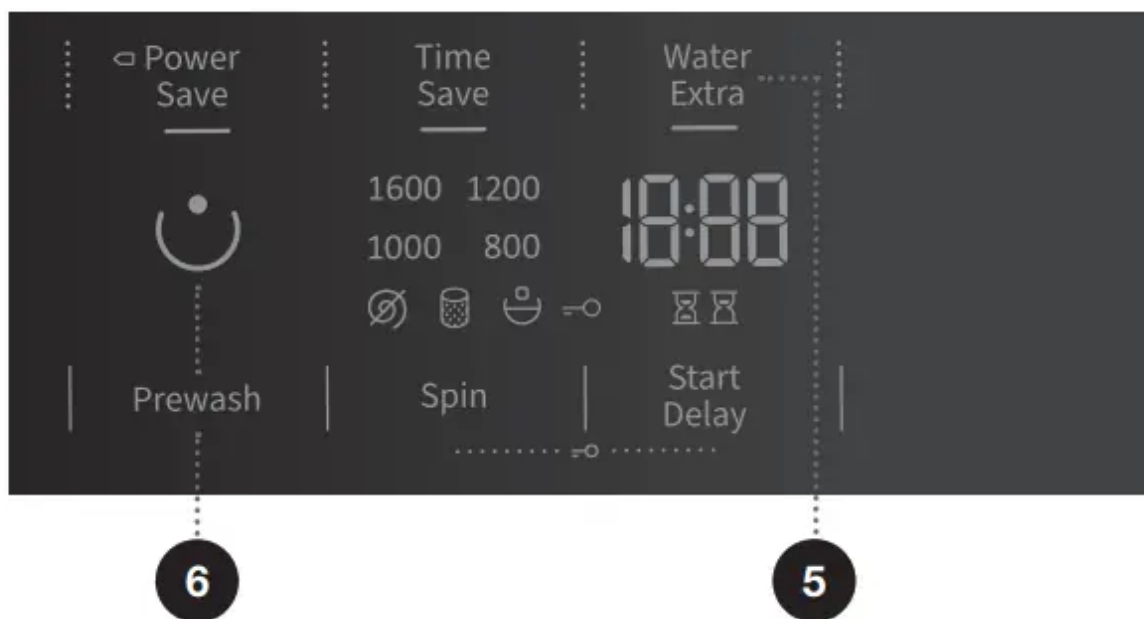 Power Save
Time Save
Water Extra
1600 1200
1000 800
18:88
Prewash
Spin
Start Delay
6
5